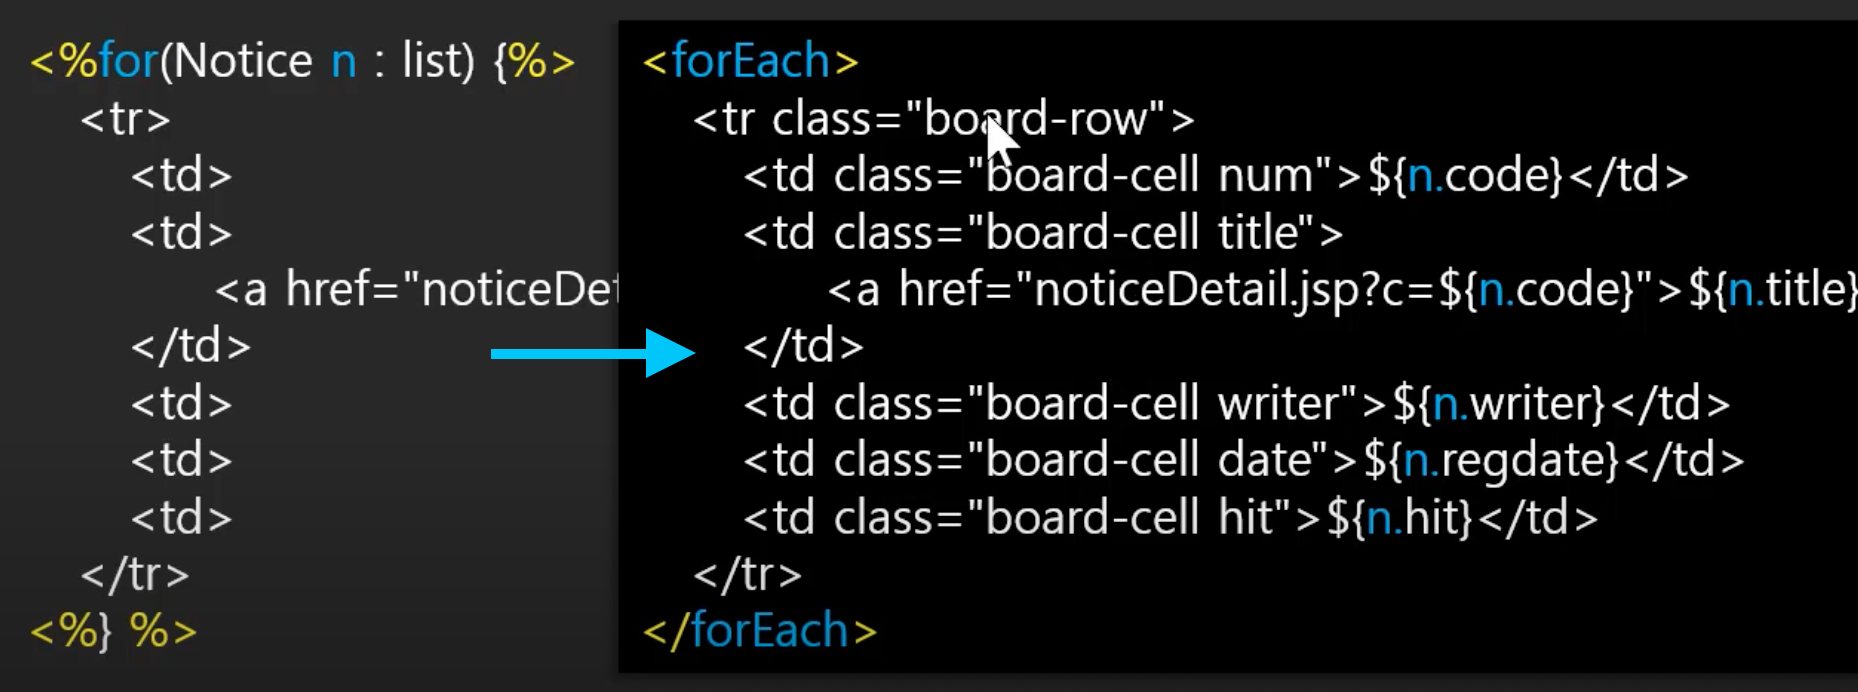 <%for(Notice n : list) {%>
<tr>
<td>
<td>
<a href="noticeDet
</td>
<td>
<td>
<td>
</tr>
<%} %>
<forEach>
<tr class="board-row">
<td class="board-cell num">${n.code}</td>
<td class="board-cell title">
<a href="noticeDetail.jsp?c=${n.code}">${n.title}
</td>
<td class="board-cell writer">${n.writer}</td>
<td class="board-cell date">${n.regdate}</td>
<td class="board-cell hit">${n.hit}</td>
</tr>
</forEach>